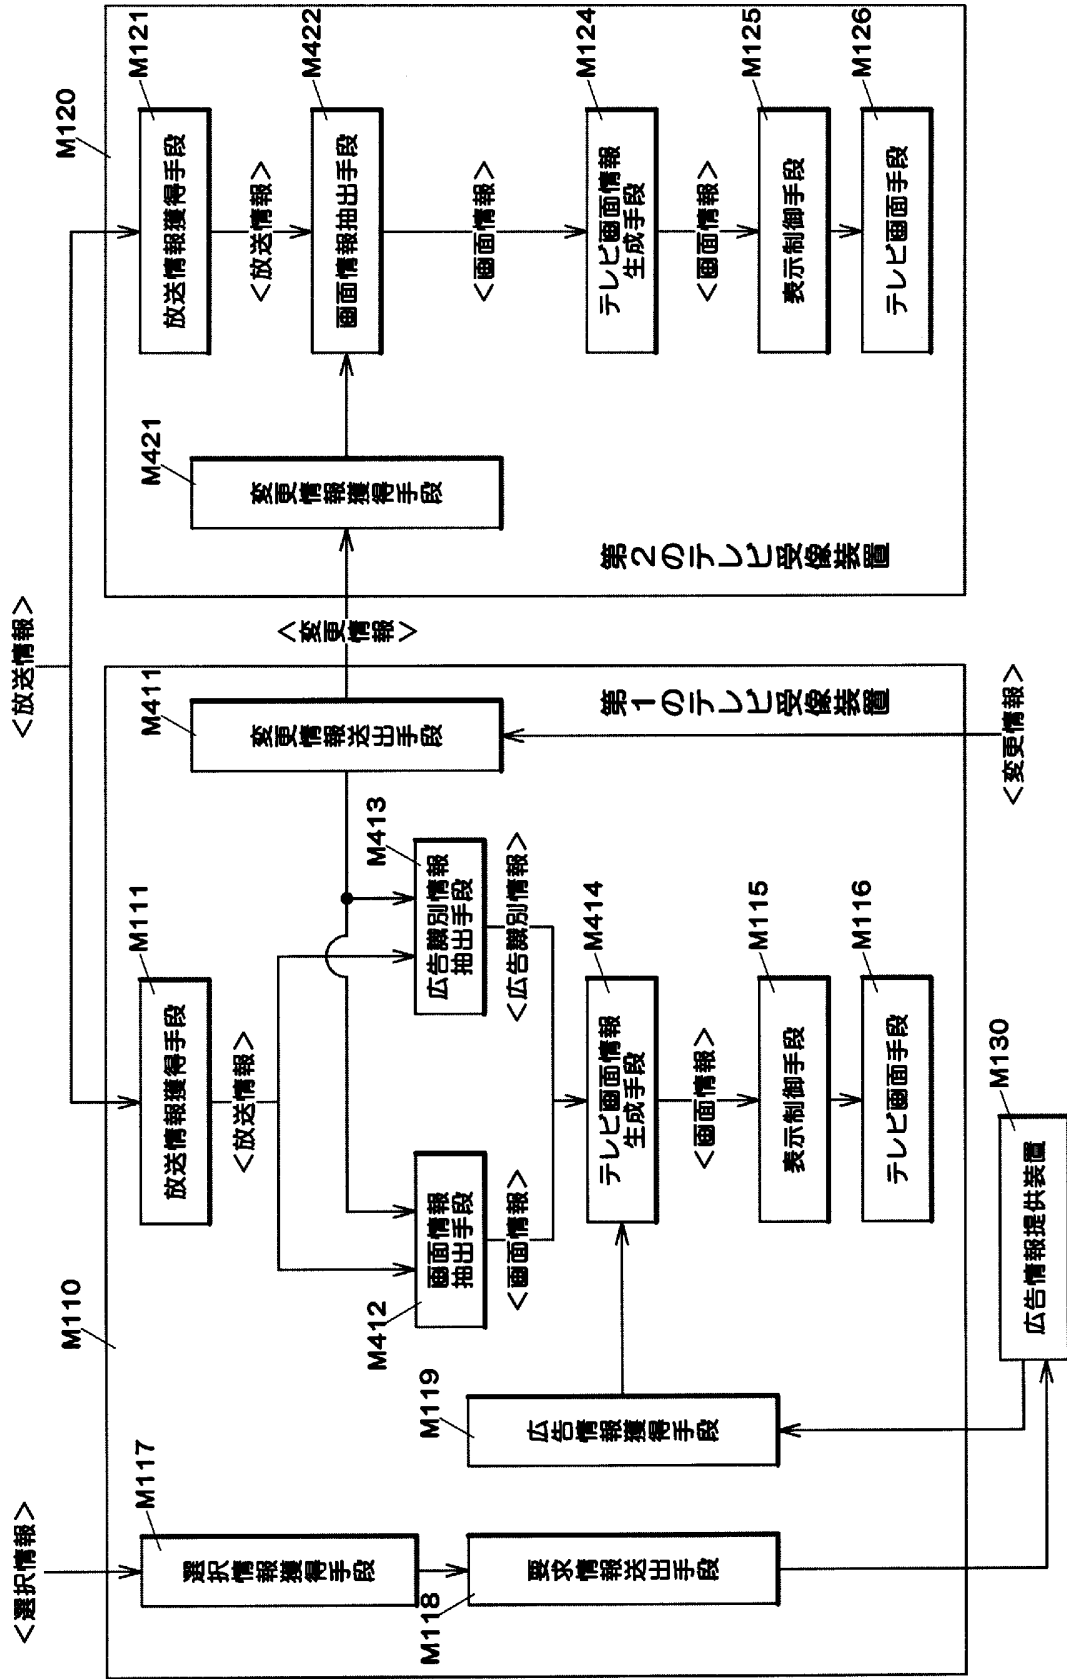 <選択情報>
M117
選択情報獲得手段
M118
要求情報送出手段
M110
<放送情報>
M111
放送情報獲得手段
<放送情報>
M412
画面情報
抽出手段
<画面情報>
M413
広告識別情報
抽出手段
<広告識別情報>
M119
広告情報獲得手段
M414
テレビ画面情報
生成手段
<画面情報>
M115
表示制御手段
M116
テレビ画面手段
M130
広告情報提供装置
M411
変更情報送出手段
第1のテレビ受像装置
<変更情報>
<変更情報>
M120
M121
放送情報獲得手段
<放送情報>
M421
変更情報獲得手段
M422
画面情報抽出手段
<画面情報>
M124
テレビ画面情報
生成手段
<画面情報>
M125
表示制御手段
M126
テレビ画面手段
第2のテレビ受像装置